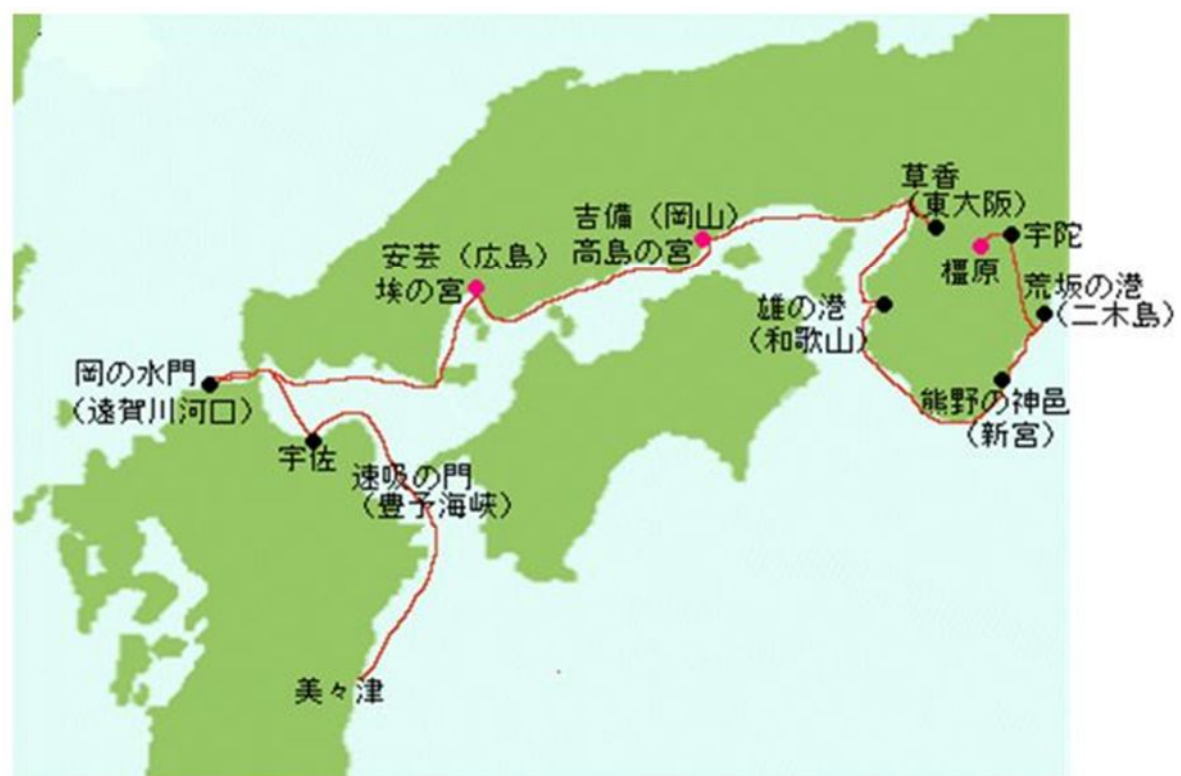 草香
（東大阪）
宇陀
橿原
吉備（岡山）
高島の宮
安芸（広島）
埃の宮
荒坂の港
（二木島）
雄の港
（和歌山）
岡の水門
（遠賀川河口）
熊野の神邑
（新宮）
宇佐
速吸の門
（豊予海峡）
美々津